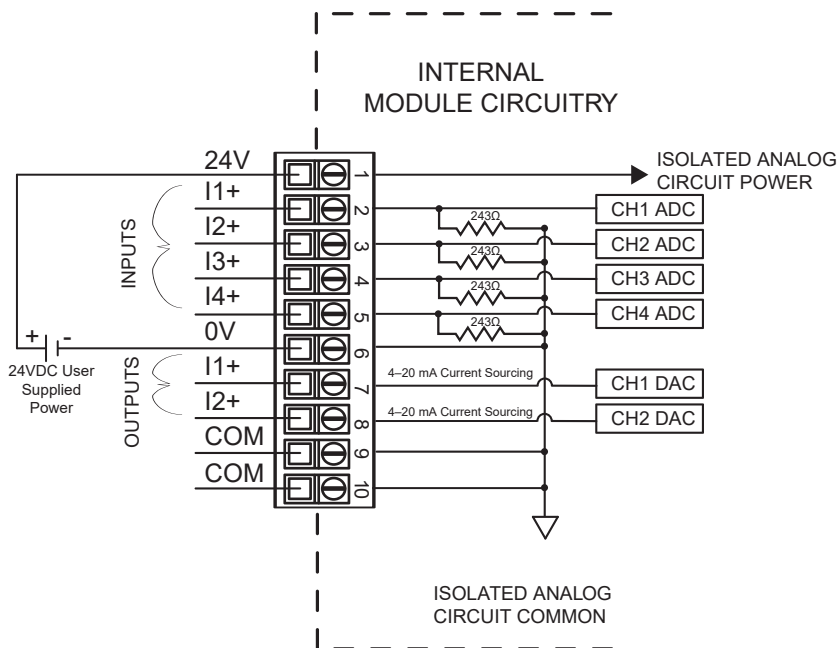 INTERNAL
MODULE CIRCUITRY
24V
I1+
I2+
I3+
I4+
0V
I1+
I2+
COM
COM
INPUTS
OUTPUTS
+ -
24VDC User
Supplied
Power
1
2
3
4
5
6
7
8
9
10
ISOLATED ANALOG
CIRCUIT POWER
243Ω
243Ω
243Ω
243Ω
CH1 ADC
CH2 ADC
CH3 ADC
CH4 ADC
4–20 mA Current Sourcing
CH1 DAC
4–20 mA Current Sourcing
CH2 DAC
ISOLATED ANALOG
CIRCUIT COMMON